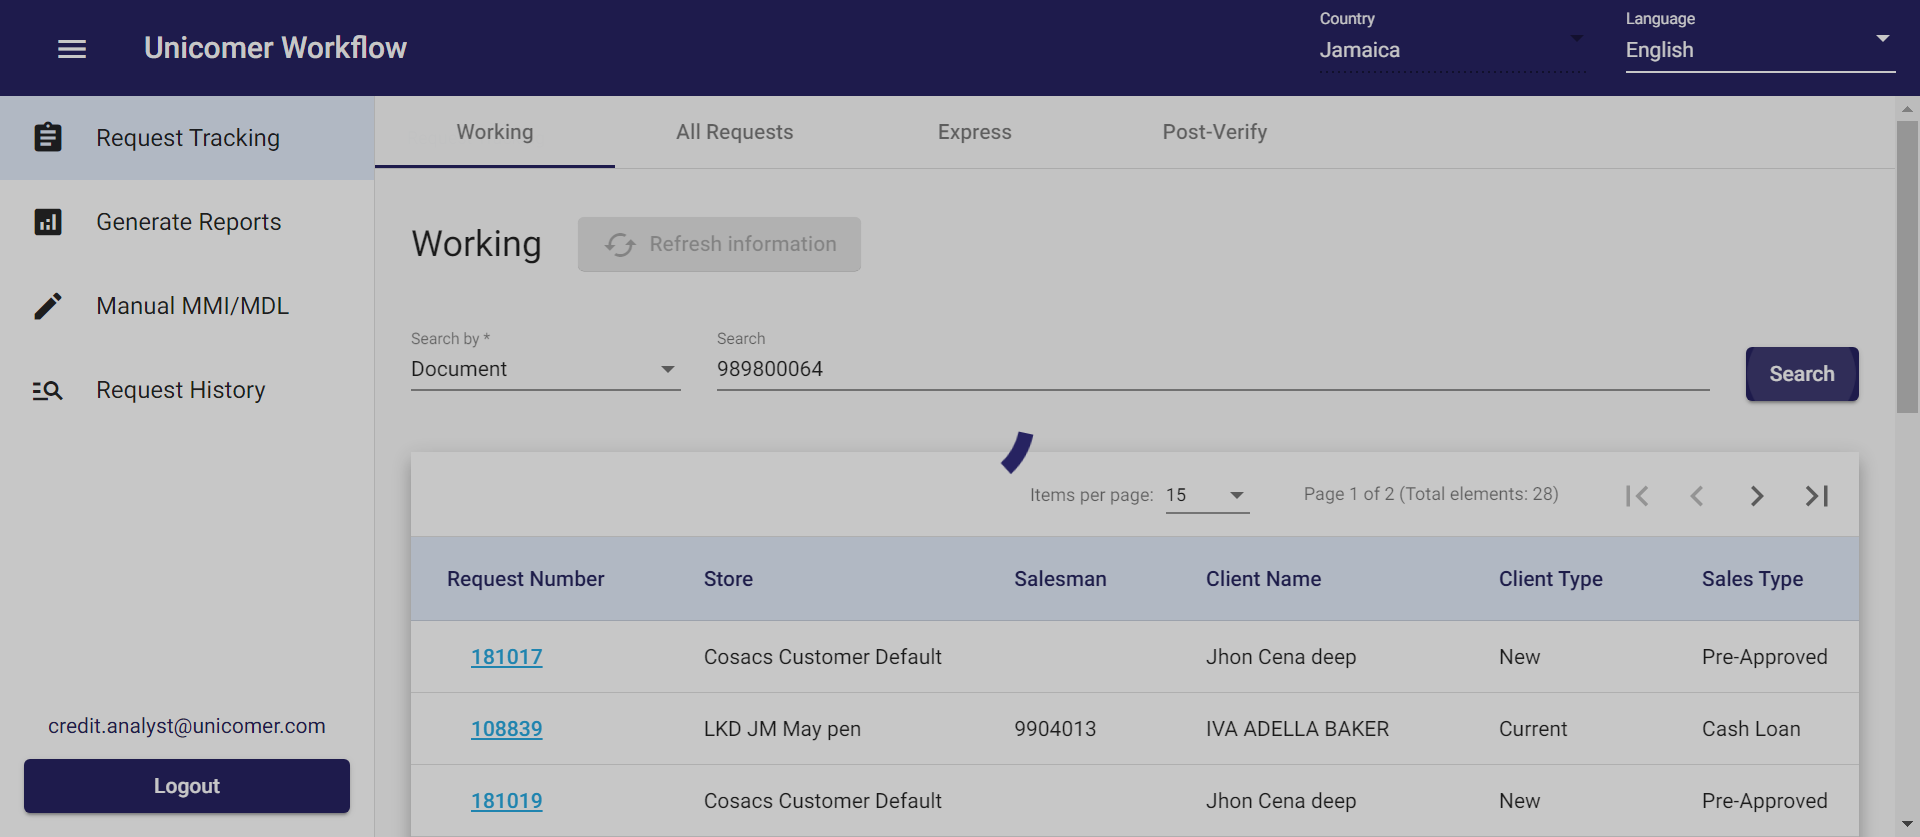 Unicomer Workflow
Country
Jamaica
Language
English
Request Tracking
Generate Reports
Manual MMI/MDL
Request History
credit.analyst@unicomer.com
Logout
Working All Requests Express Post-Verify
Working Refresh information
Search by *
Document
Search
989800064
Search
Items per page: 15 Page 1 of 2 (Total elements: 28)
Request Number Store Salesman Client Name Client Type Sales Type
181017 Cosacs Customer Default Jhon Cena deep New Pre-Approved
108839 LKD JM May pen 9904013 IVA ADELLA BAKER Current Cash Loan
181019 Cosacs Customer Default Jhon Cena deep New Pre-Approved